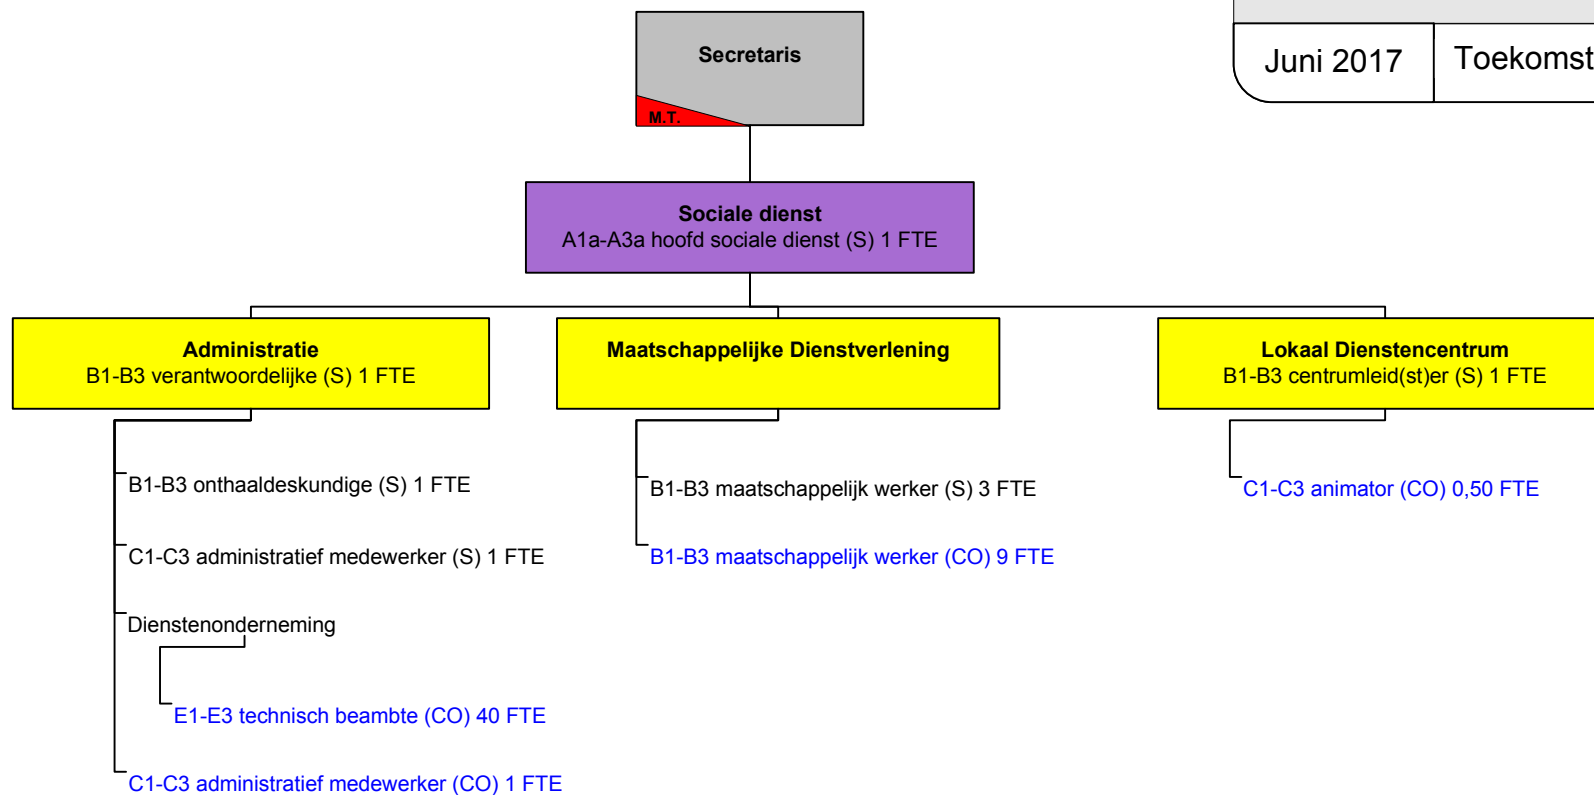 Secretaris
M.T.
Juni 2017
Toekomst
Sociale dienst
A1a-A3a hoofd sociale dienst (S) 1 FTE
Administratie
B1-B3 verantwoordelijke (S) 1 FTE
Maatschappelijke Dienstverlening
Lokaal Dienstencentrum
B1-B3 centrumleid(st)er (S) 1 FTE
B1-B3 onthaaldeskundige (S) 1 FTE
C1-C3 administratief medewerker (S) 1 FTE
Dienstenonderneming
E1-E3 technisch beambte (CO) 40 FTE
C1-C3 administratief medewerker (CO) 1 FTE
B1-B3 maatschappelijk werker (S) 3 FTE
B1-B3 maatschappelijk werker (CO) 9 FTE
C1-C3 animator (CO) 0,50 FTE